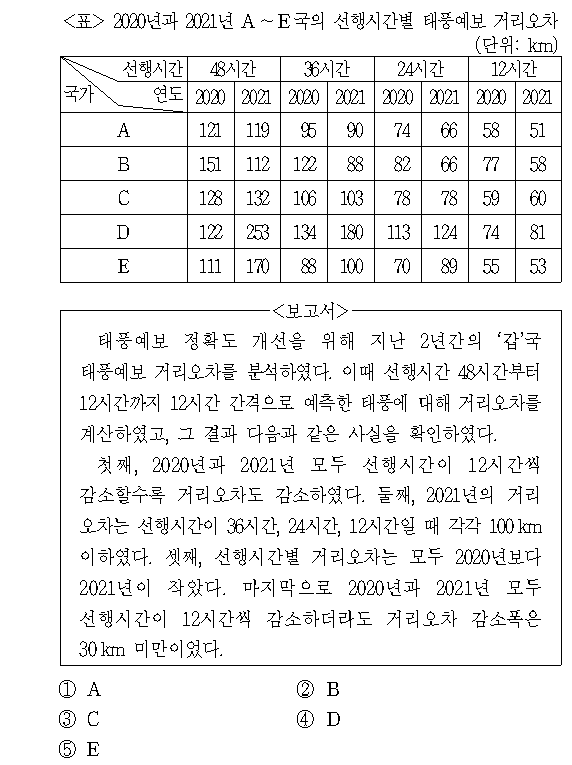 <표> 2020년과 2021년 A ~ E국의 선행시간별 태풍예보 거리오차
(단위: km)
선행시간 48시간 36시간 24시간 12시간
국가 연도 2020 2021 2020 2021 2020 2021 2020 2021
A 121 119 95 90 74 66 58 51
B 151 112 122 88 82 66 77 58
C 128 132 106 103 78 78 59 60
D 122 253 134 180 113 124 74 81
E 111 170 88 100 70 89 55 53
<보고서>
태풍예보 정확도 개선을 위해 지난 2년간의 ‘갑’국
태풍예보 거리오차를 분석하였다. 이때 선행시간 48시간부터
12시간까지 12시간 간격으로 예측한 태풍에 대해 거리오차를
계산하였고, 그 결과 다음과 같은 사실을 확인하였다.
첫째, 2020년과 2021년 모두 선행시간이 12시간씩
감소할수록 거리오차도 감소하였다. 둘째, 2021년의 거리
오차는 선행시간이 36시간, 24시간, 12시간일 때 각각 100 km
이하였다. 셋째, 선행시간별 거리오차는 모두 2020년보다
2021년이 작았다. 마지막으로 2020년과 2021년 모두
선행시간이 12시간씩 감소하더라도 거리오차 감소폭은
30 km 미만이었다.
① A ② B
③ C ④ D
⑤ E